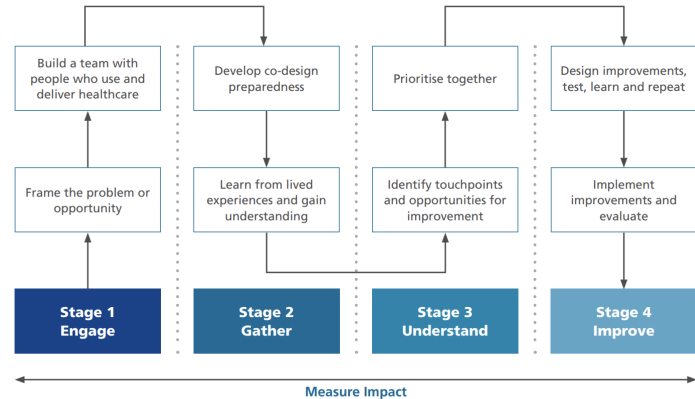 Build a team with
people who use and
deliver healthcare
Frame the problem or
opportunity
Stage 1
Engage
Develop co-design
preparedness
Learn from lived
experiences and gain
understanding
Stage 2
Gather
Prioritise together
Identify touchpoints
and opportunities for
improvement
Stage 3
Understand
Design improvements,
test, learn and repeat
Implement
improvements and
evaluate
Stage 4
Improve
Measure Impact